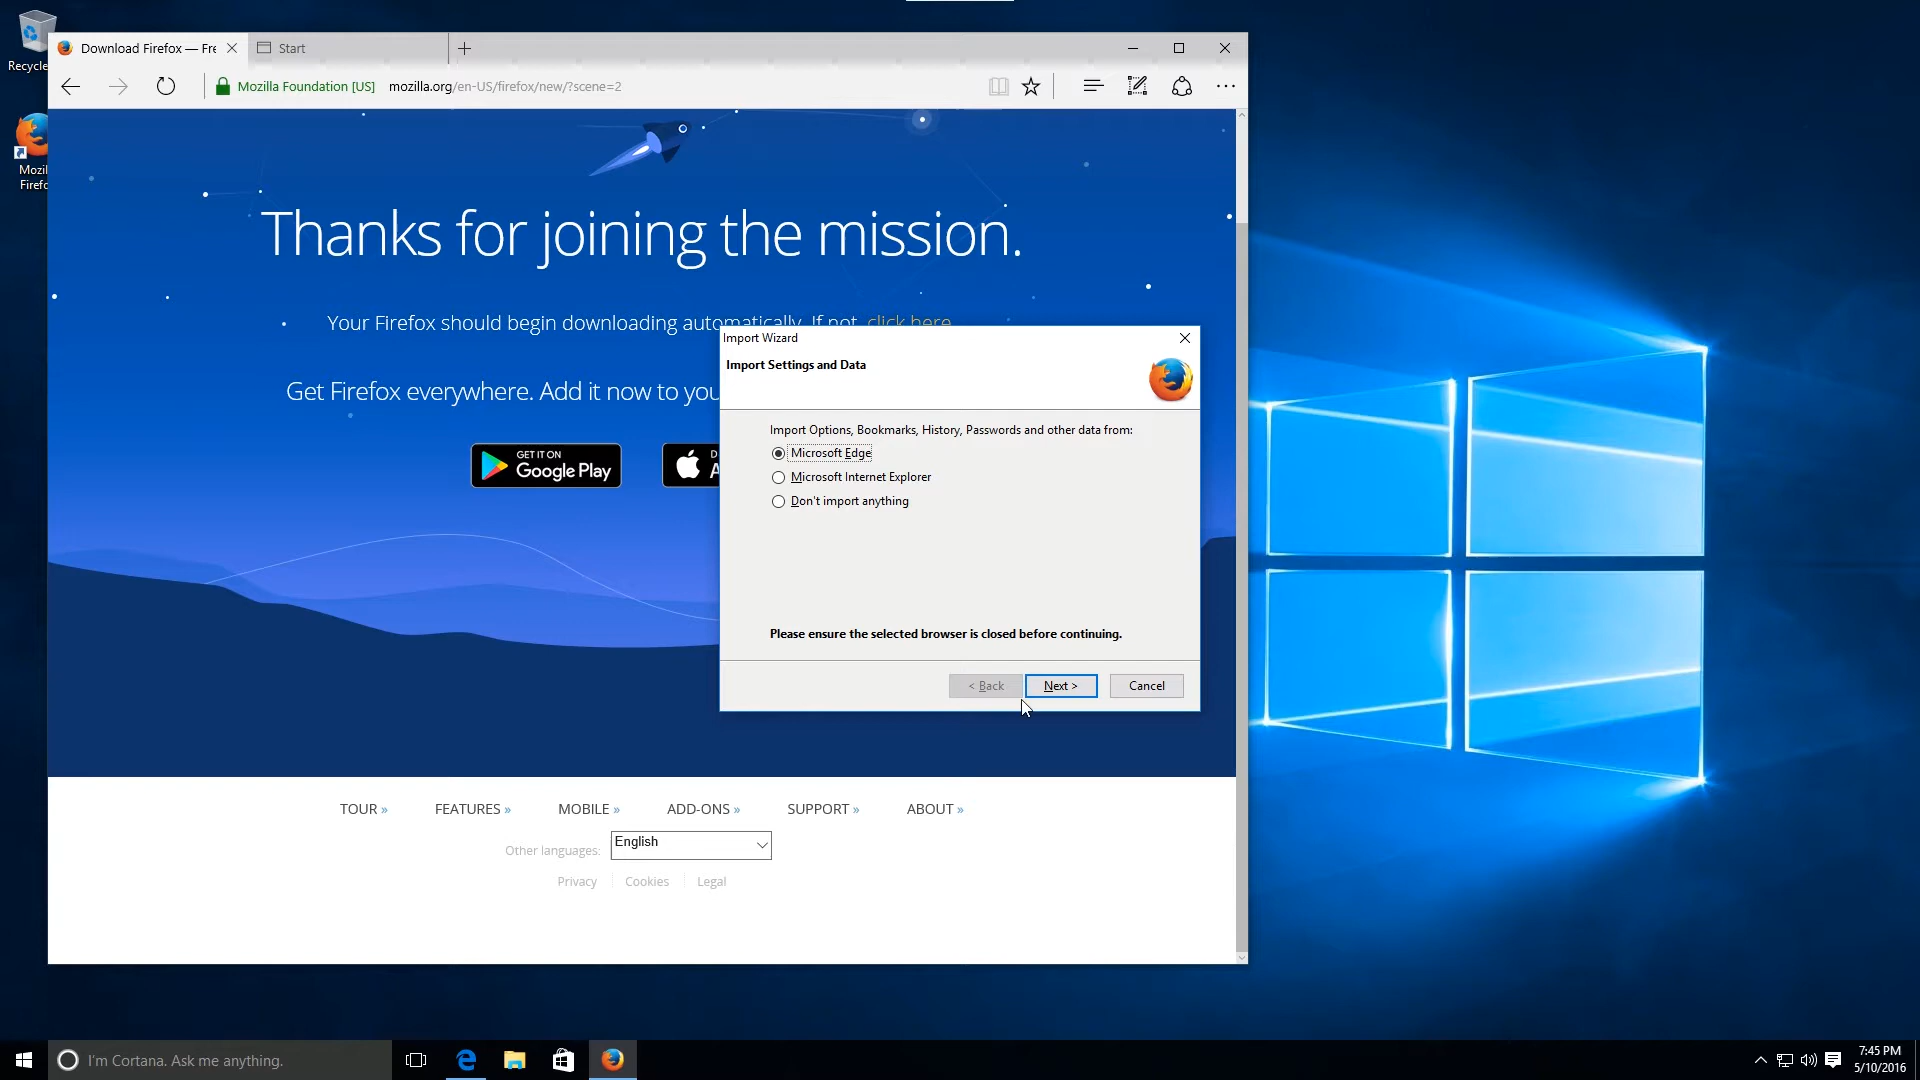 Recycle
Mozil
Firefo
Download Firefox — Fre
Start
Mozilla Foundation [US]
mozilla.org/en-US/firefox/new/?scene=2
Thanks for joining the mission.
Your Firefox should begin downloading automatically. If not, click here.
Get Firefox everywhere. Add it now to you
GET IT ON
Google Play
D
A
Import Wizard
Import Settings and Data
Import Options, Bookmarks, History, Passwords and other data from:
Microsoft Edge
Microsoft Internet Explorer
Don't import anything
Please ensure the selected browser is closed before continuing.
< Back
Next >
Cancel
TOUR »
FEATURES »
MOBILE »
ADD-ONS »
SUPPORT »
ABOUT »
Other languages:
English
Privacy
Cookies
Legal
I'm Cortana. Ask me anything.
7:45 PM
5/10/2016